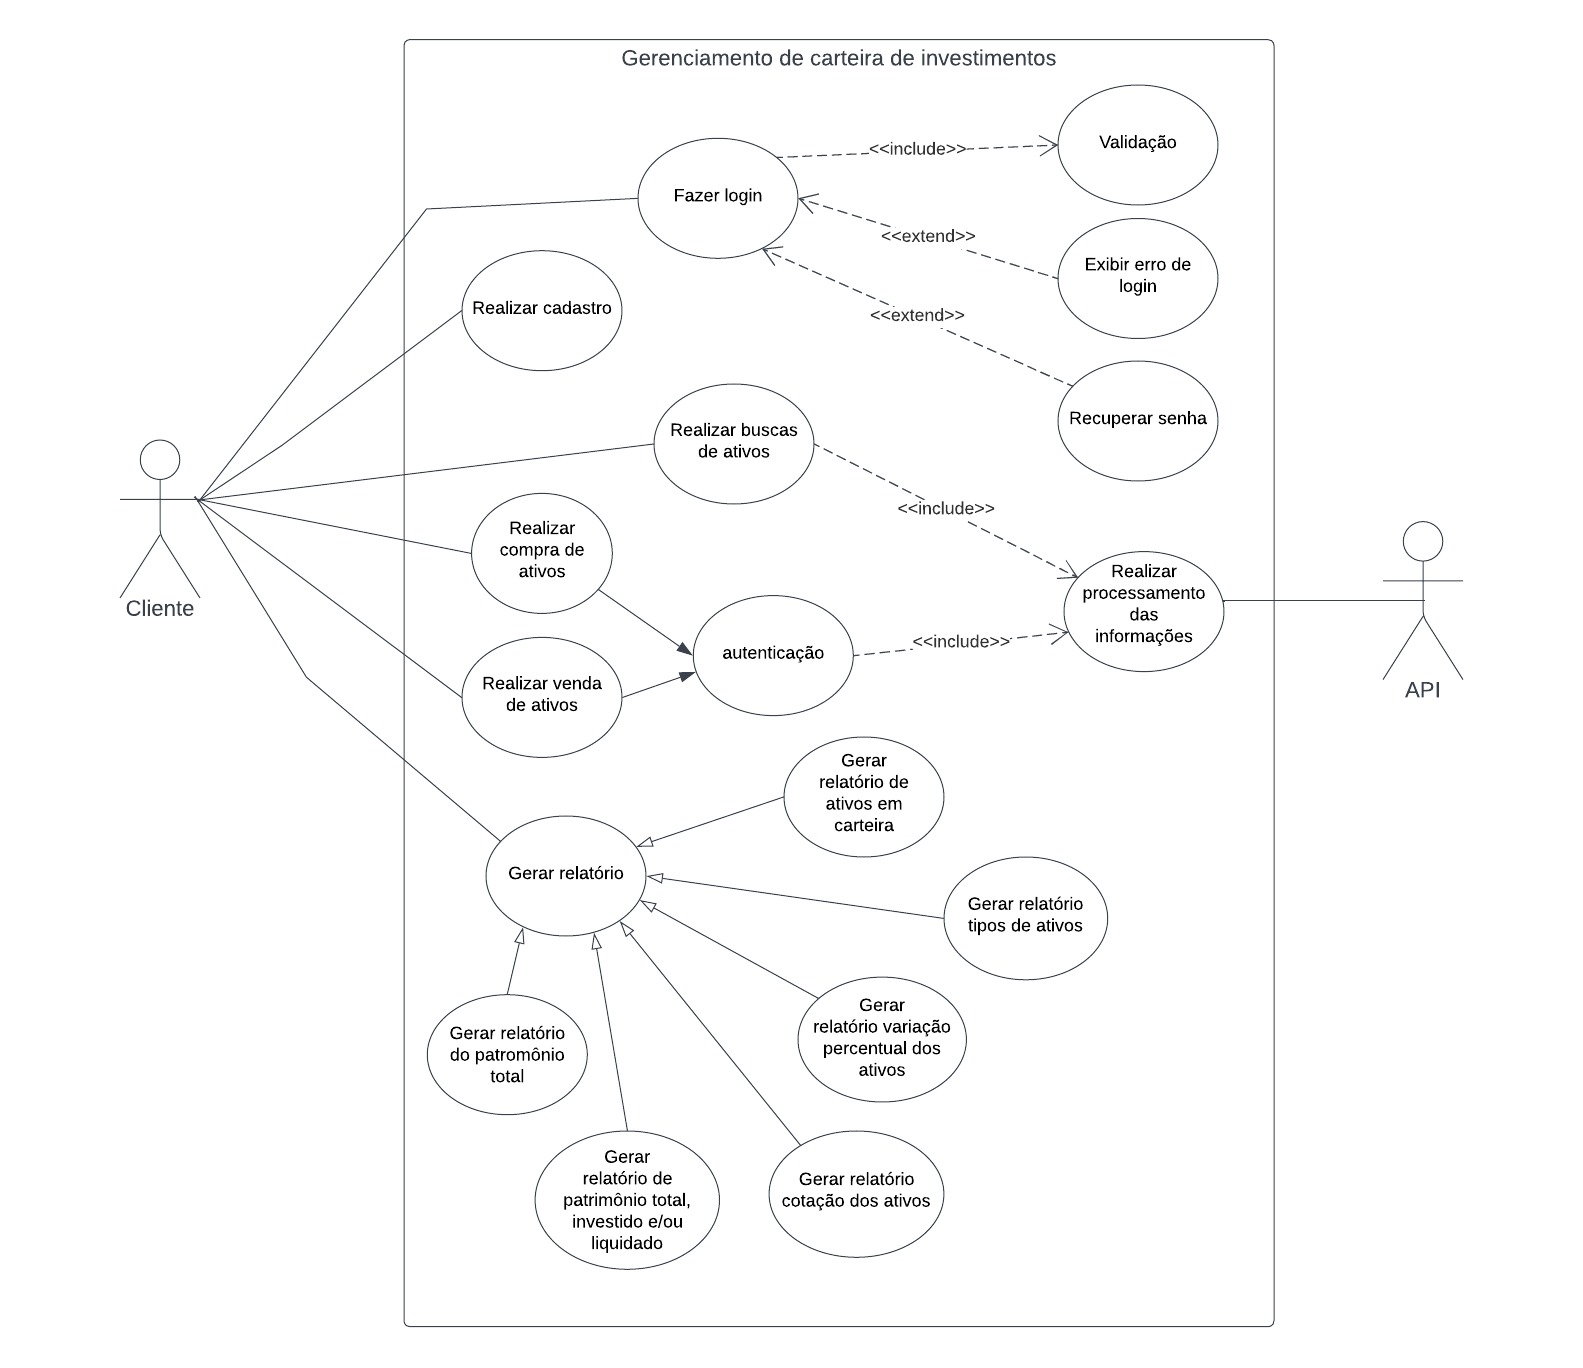 Gerenciamento de carteira de investimentos
Validação
<<include>>
Fazer login
<<extend>>
Exibir erro de
login
Realizar cadastro
<<extend>>
Recuperar senha
Realizar buscas
de ativos
<<include>>
Realizar
compra de
ativos
Realizar
processamento
das
informações
Cliente
<<include>>
autenticação
API
Realizar venda
de ativos
Gerar
relatório de
ativos em
carteira
Gerar relatório
Gerar relatório
tipos de ativos
Gerar
relatório variação
percentual dos
ativos
Gerar relatório
do patromônio
total
Gerar
relatório de
patrimônio total,
investido e/ou
liquidado
Gerar relatório
cotação dos ativos